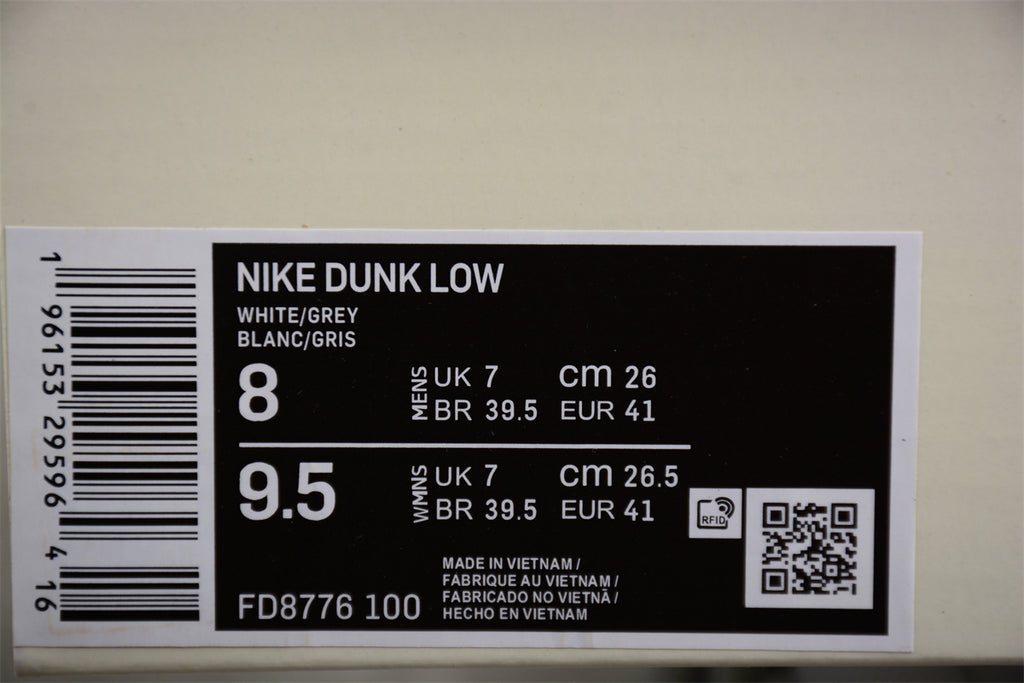 1 96153 29596 4 16
NIKE DUNK LOW
WHITE/GREY
BLANC/GRIS
8
MENS
UK 7 cm 26
BR 39.5 EUR 41
9.5
WMNS
UK 7 cm 26.5
BR 39.5 EUR 41
RFID
MADE IN VIETNAM /
FABRIQUE AU VIETNAM /
FABRICADO NO VIETNÃ /
HECHO EN VIETNAM
FD8776 100